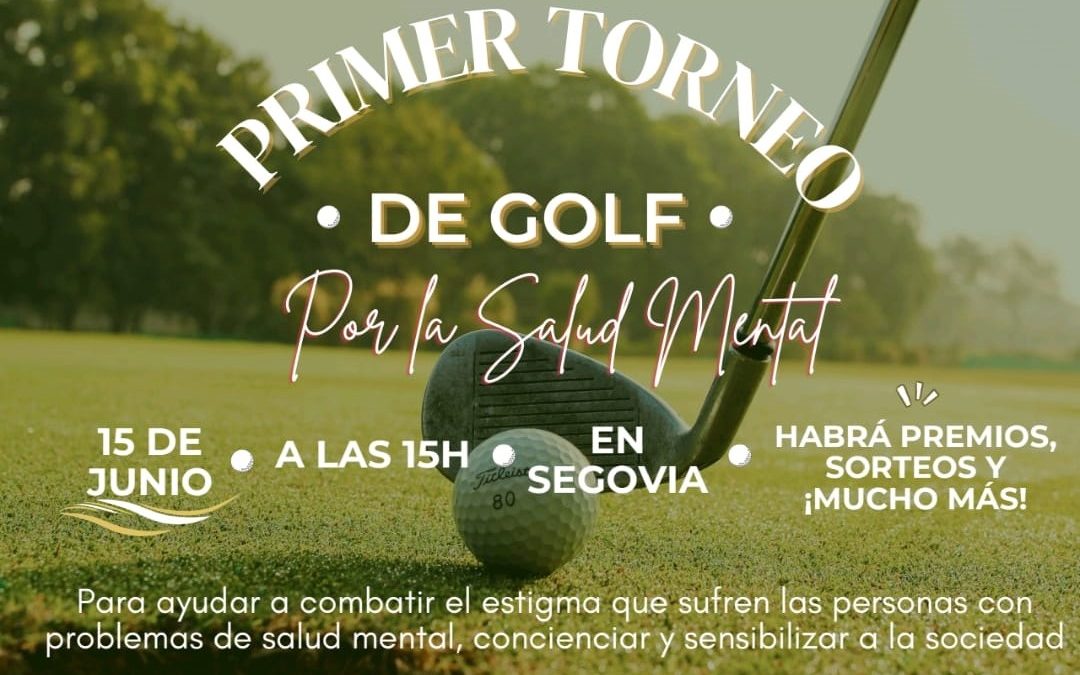 PRIMER TORNEO
DE GOLF
Por la Salud Mental
15 DE
JUNIO
A LAS 15H
EN
SEGOVIA
HABRÁ PREMIOS,
SORTEOS Y
¡MUCHO MÁS!
Titleist
80
Para ayudar a combatir el estigma que sufren las personas con
problemas de salud mental, concienciar y sensibilizar a la sociedad